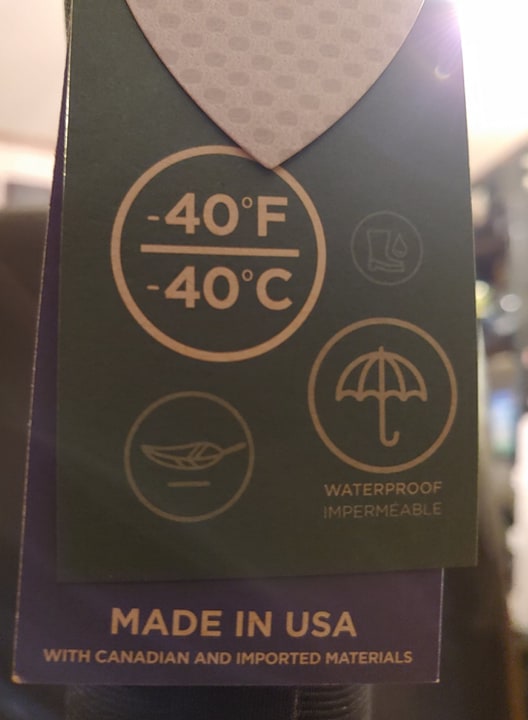 -40°F
-40°C
WATERPROOF
IMPERMÉABLE
MADE IN USA
WITH CANADIAN AND IMPORTED MATERIALS